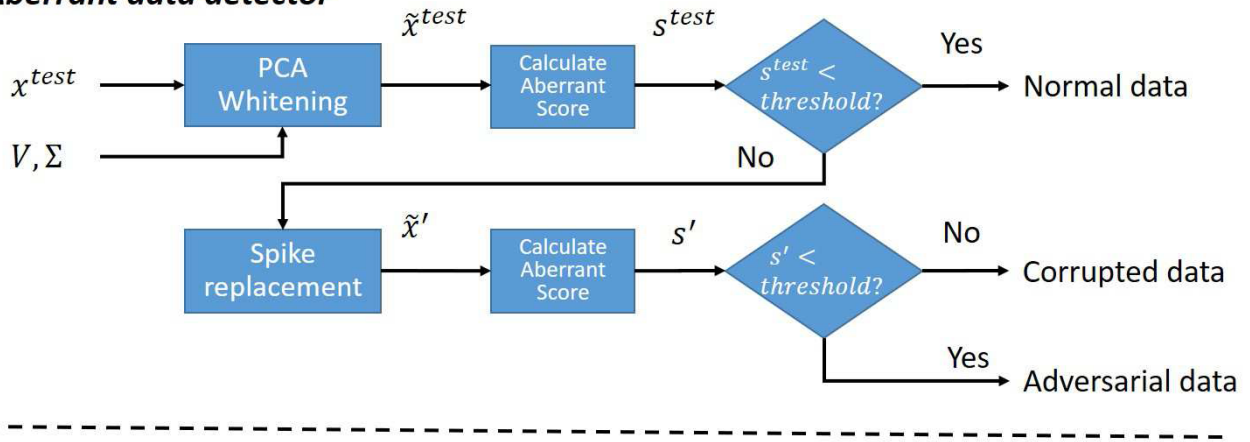 Aberrant data detector
x^{test}
PCA
Whitening
x̃^{test}
Calculate
Aberrant
Score
s^{test}
s^{test} <
threshold?
Yes
Normal data
V, Σ
No
Spike
replacement
x̃′
Calculate
Aberrant
Score
s′
s′ <
threshold?
No
Corrupted data
Yes
Adversarial data